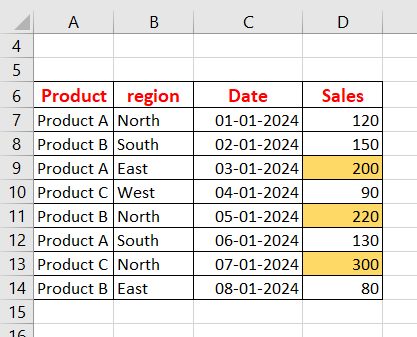 A B C D
4
5
6 Product region Date Sales
7 Product A North 01-01-2024 120
8 Product B South 02-01-2024 150
9 Product A East 03-01-2024 200
10 Product C West 04-01-2024 90
11 Product B North 05-01-2024 220
12 Product A South 06-01-2024 130
13 Product C North 07-01-2024 300
14 Product B East 08-01-2024 80
15
16